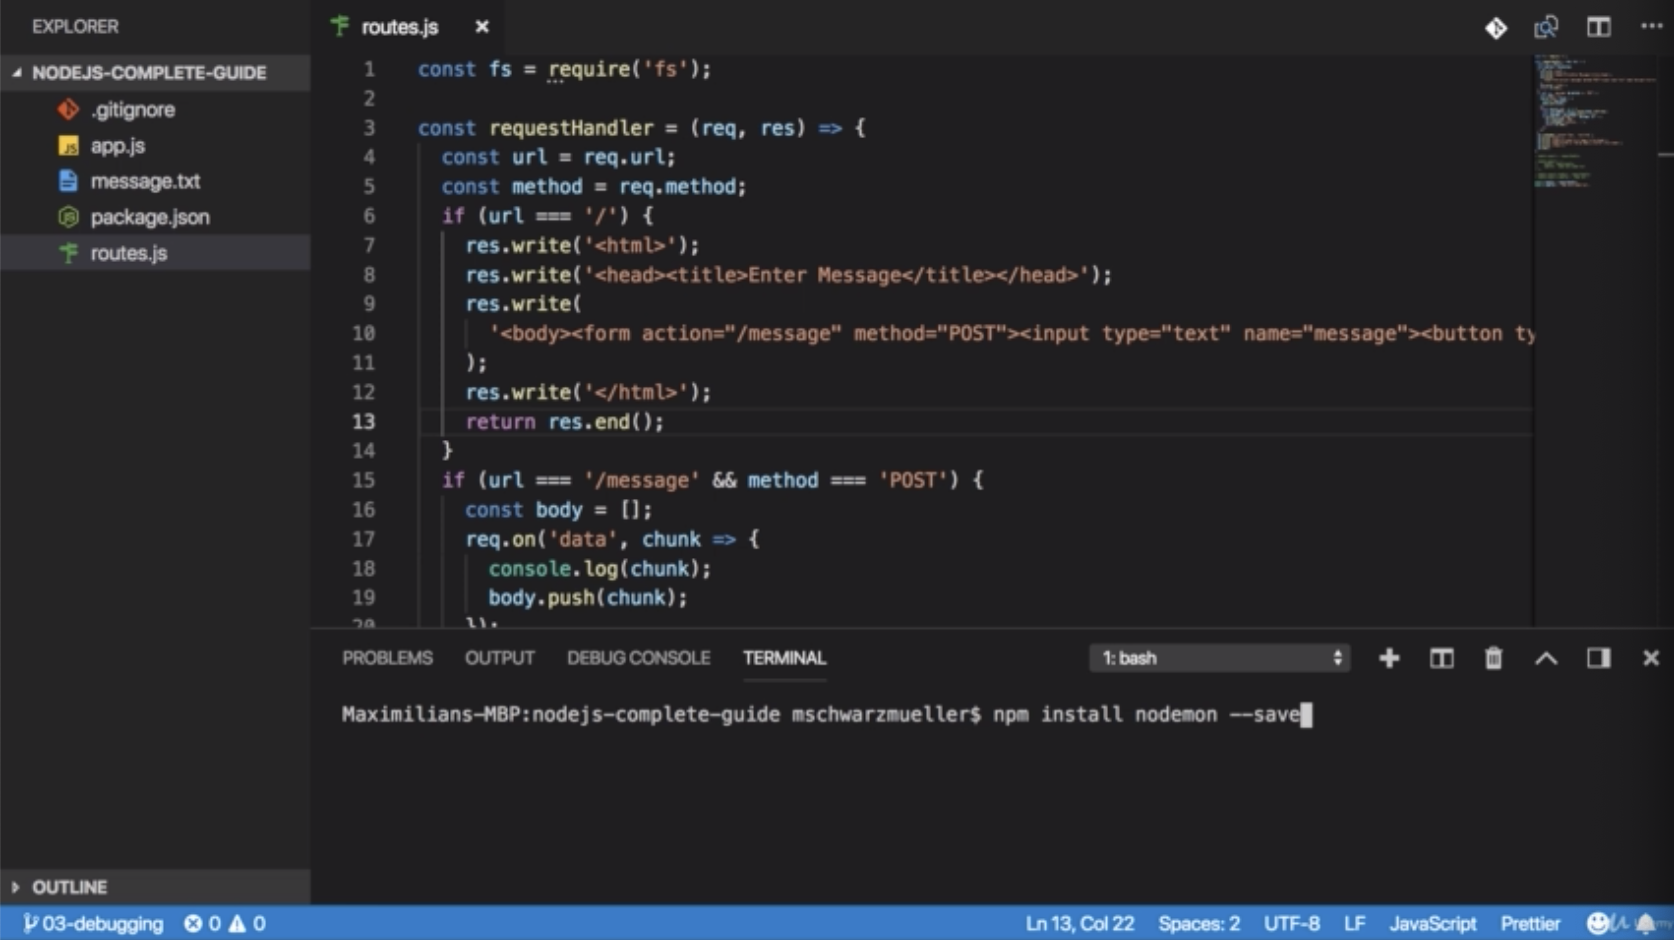 EXPLORER
NODEJS-COMPLETE-GUIDE
.gitignore
app.js
message.txt
package.json
routes.js
OUTLINE
routes.js
1 const fs = require('fs');
2
3 const requestHandler = (req, res) => {
4 const url = req.url;
5 const method = req.method;
6 if (url === '/') {
7 res.write('<html>');
8 res.write('<head><title>Enter Message</title></head>');
9 res.write(
10 '<body><form action="/message" method="POST"><input type="text" name="message"><button ty
11 );
12 res.write('</html>');
13 return res.end();
14 }
15 if (url === '/message' && method === 'POST') {
16 const body = [];
17 req.on('data', chunk => {
18 console.log(chunk);
19 body.push(chunk);
20 });
PROBLEMS OUTPUT DEBUG CONSOLE TERMINAL 1: bash
Maximilians-MBP:nodejs-complete-guide mschwarzmueller$ npm install nodemon --save
03-debugging 0 0 Ln 13, Col 22 Spaces: 2 UTF-8 LF JavaScript Prettier